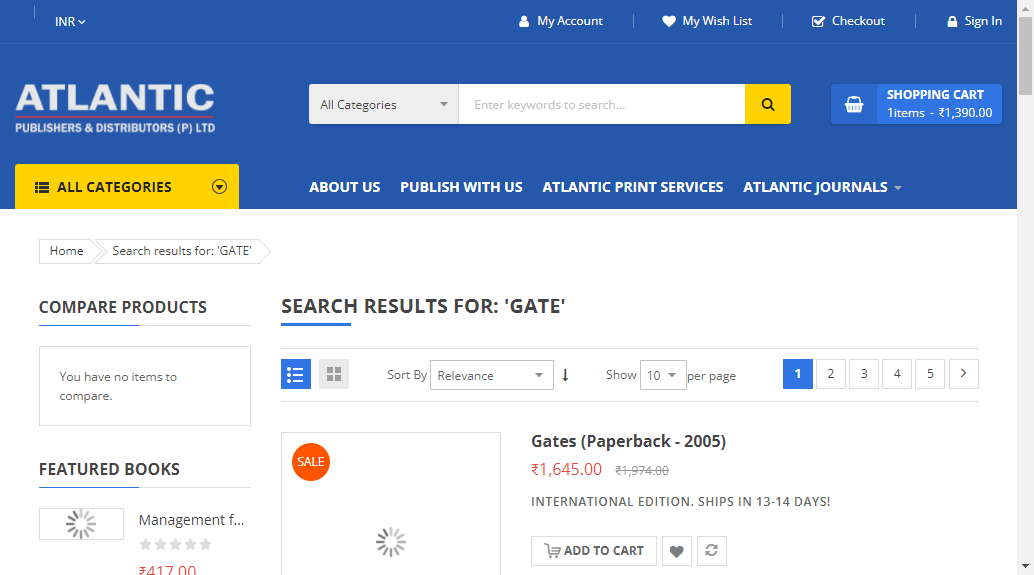 INR
My Account
My Wish List
Checkout
Sign In
ATLANTIC
PUBLISHERS & DISTRIBUTORS (P) LTD
All Categories
Enter keywords to search...
SHOPPING CART
1items - ₹1,390.00
ALL CATEGORIES
ABOUT US
PUBLISH WITH US
ATLANTIC PRINT SERVICES
ATLANTIC JOURNALS
Home
Search results for: 'GATE'
COMPARE PRODUCTS
You have no items to
compare.
FEATURED BOOKS
Management f...
₹417.00
SEARCH RESULTS FOR: 'GATE'
Sort By
Relevance
Show
10
per page
1
2
3
4
5
SALE
Gates (Paperback - 2005)
₹1,645.00 ₹1,974.00
INTERNATIONAL EDITION. SHIPS IN 13-14 DAYS!
ADD TO CART